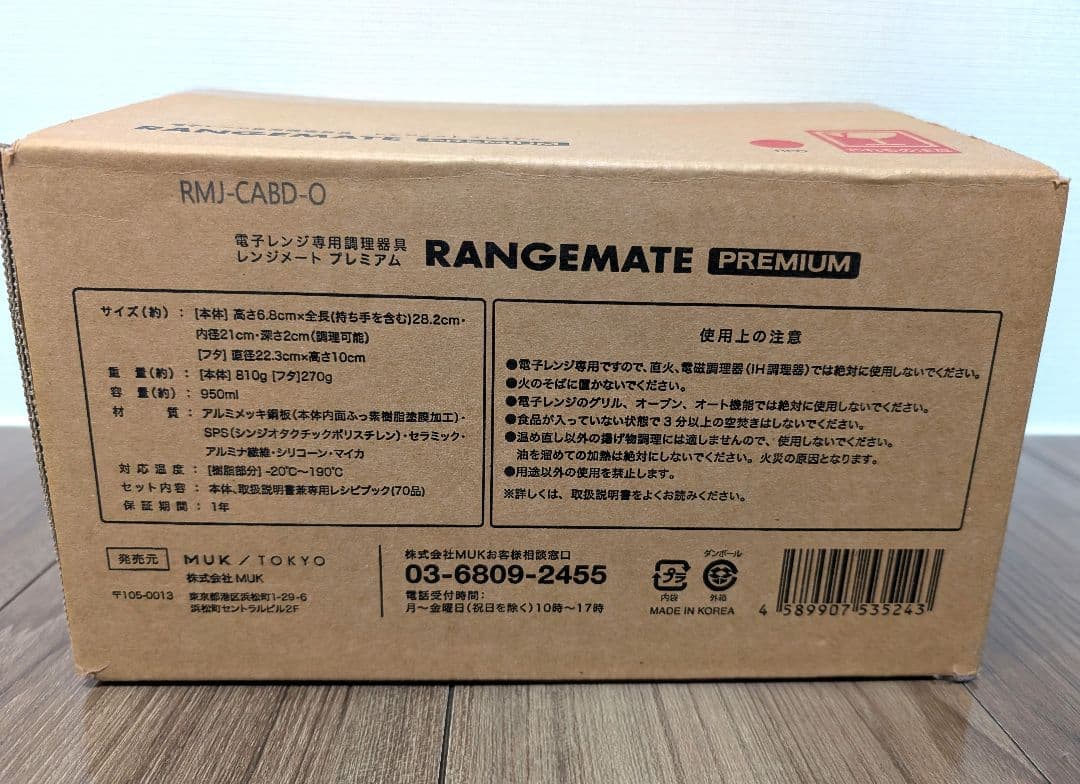 RANGEMATE PREMIUM
RED
RMJ-CABD-O
電子レンジ専用調理器具
レンジメート プレミアム
RANGEMATE PREMIUM
サイズ(約): [本体] 高さ6.8cm×全長(持ち手を含む)28.2cm・
内径21cm・深さ2cm(調理可能)
[フタ] 直径22.3cm×高さ10cm
重量(約): [本体] 810g [フタ]270g
容量(約): 950ml
材質: アルミメッキ鋼板(本体内面ふっ素樹脂塗膜加工)・
SPS(シンジオタクチックポリスチレン)・セラミック・
アルミナ繊維・シリコーン・マイカ
対応温度: [樹脂部分] -20℃～190℃
セット内容: 本体、取扱説明書兼専用レシピブック(70品)
保証期間: 1年
使用上の注意
●電子レンジ専用ですので、直火、電磁調理器(IH調理器)では絶対に使用しないでください。
●火のそばに置かないでください。
●電子レンジのグリル、オーブン、オート機能では絶対に使用しないでください。
●食品が入っていない状態で3分以上の空焚きはしないでください。
●温め直し以外の揚げ物調理には適しませんので、使用しないでください。
油を溜めての加熱は絶対にしないでください。火災の原因となります。
●用途以外の使用を禁止します。
※詳しくは、取扱説明書をよくお読みください。
発売元 MUK/TOKYO
株式会社MUK
〒105-0013 東京都港区浜松町1-29-6
浜松町セントラルビル2F
株式会社MUKお客様相談窓口
03-6809-2455
電話受付時間:
月～金曜日(祝日を除く)10時～17時
プラ
内袋
ダンボール
外箱
MADE IN KOREA
4 589907 535243